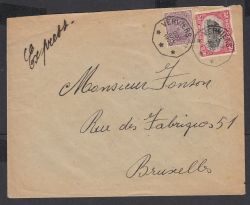 Express.
VERVIERS
Monsieur Fonson
Rue des Fabriques 51
Bruxelles